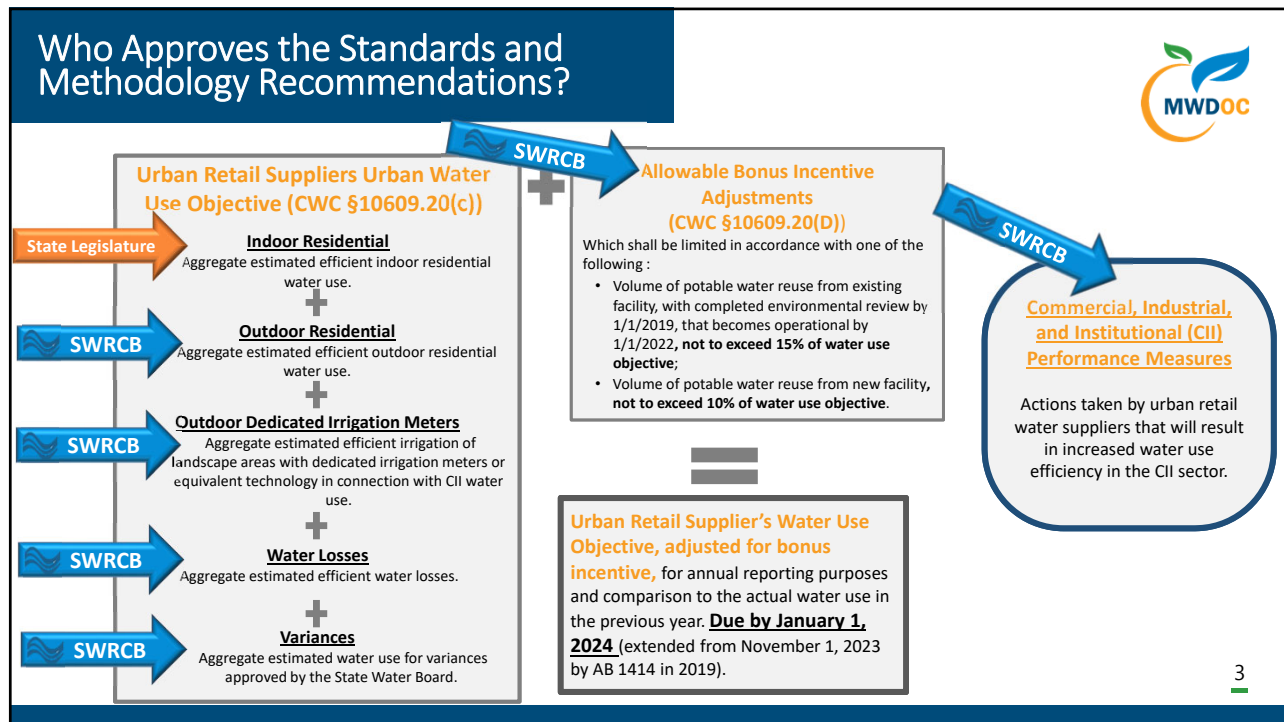 Who Approves the Standards and
Methodology Recommendations?
MWDOC
Urban Retail Suppliers Urban Water
Use Objective (CWC §10609.20(c))
State Legislature
Indoor Residential
Aggregate estimated efficient indoor residential
water use.
+
SWRCB
Outdoor Residential
Aggregate estimated efficient outdoor residential
water use.
+
SWRCB
Outdoor Dedicated Irrigation Meters
Aggregate estimated efficient irrigation of
landscape areas with dedicated irrigation meters or
equivalent technology in connection with CII water
use.
+
SWRCB
Water Losses
Aggregate estimated efficient water losses.
+
SWRCB
Variances
Aggregate estimated water use for variances
approved by the State Water Board.
+
SWRCB
Allowable Bonus Incentive
Adjustments
(CWC §10609.20(D))
Which shall be limited in accordance with one of the
following :
• Volume of potable water reuse from existing
facility, with completed environmental review by
1/1/2019, that becomes operational by
1/1/2022, not to exceed 15% of water use
objective;
• Volume of potable water reuse from new facility,
not to exceed 10% of water use objective.
=
Urban Retail Supplier’s Water Use
Objective, adjusted for bonus
incentive, for annual reporting purposes
and comparison to the actual water use in
the previous year. Due by January 1,
2024 (extended from November 1, 2023
by AB 1414 in 2019).
SWRCB
Commercial, Industrial,
and Institutional (CII)
Performance Measures
Actions taken by urban retail
water suppliers that will result
in increased water use
efficiency in the CII sector.
3